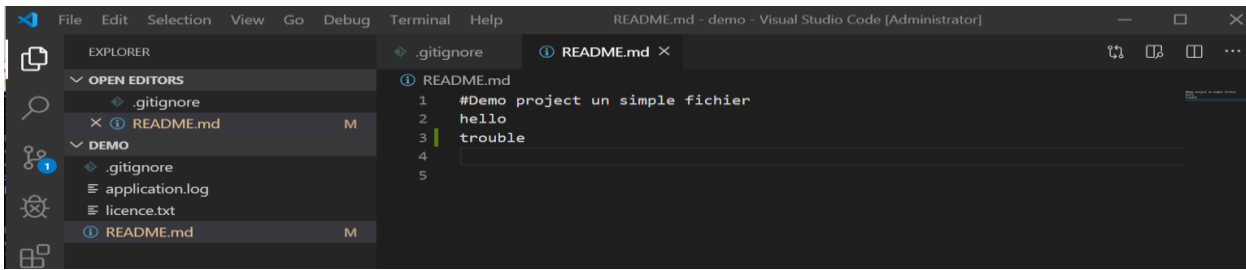 File Edit Selection View Go Debug Terminal Help README.md - demo - Visual Studio Code [Administrator]
EXPLORER
OPEN EDITORS
.gitignore
README.md M
DEMO
.gitignore
application.log
licence.txt
README.md M
1
.gitignore
README.md
README.md
1 #Demo project un simple fichier
2 hello
3 trouble
4
5